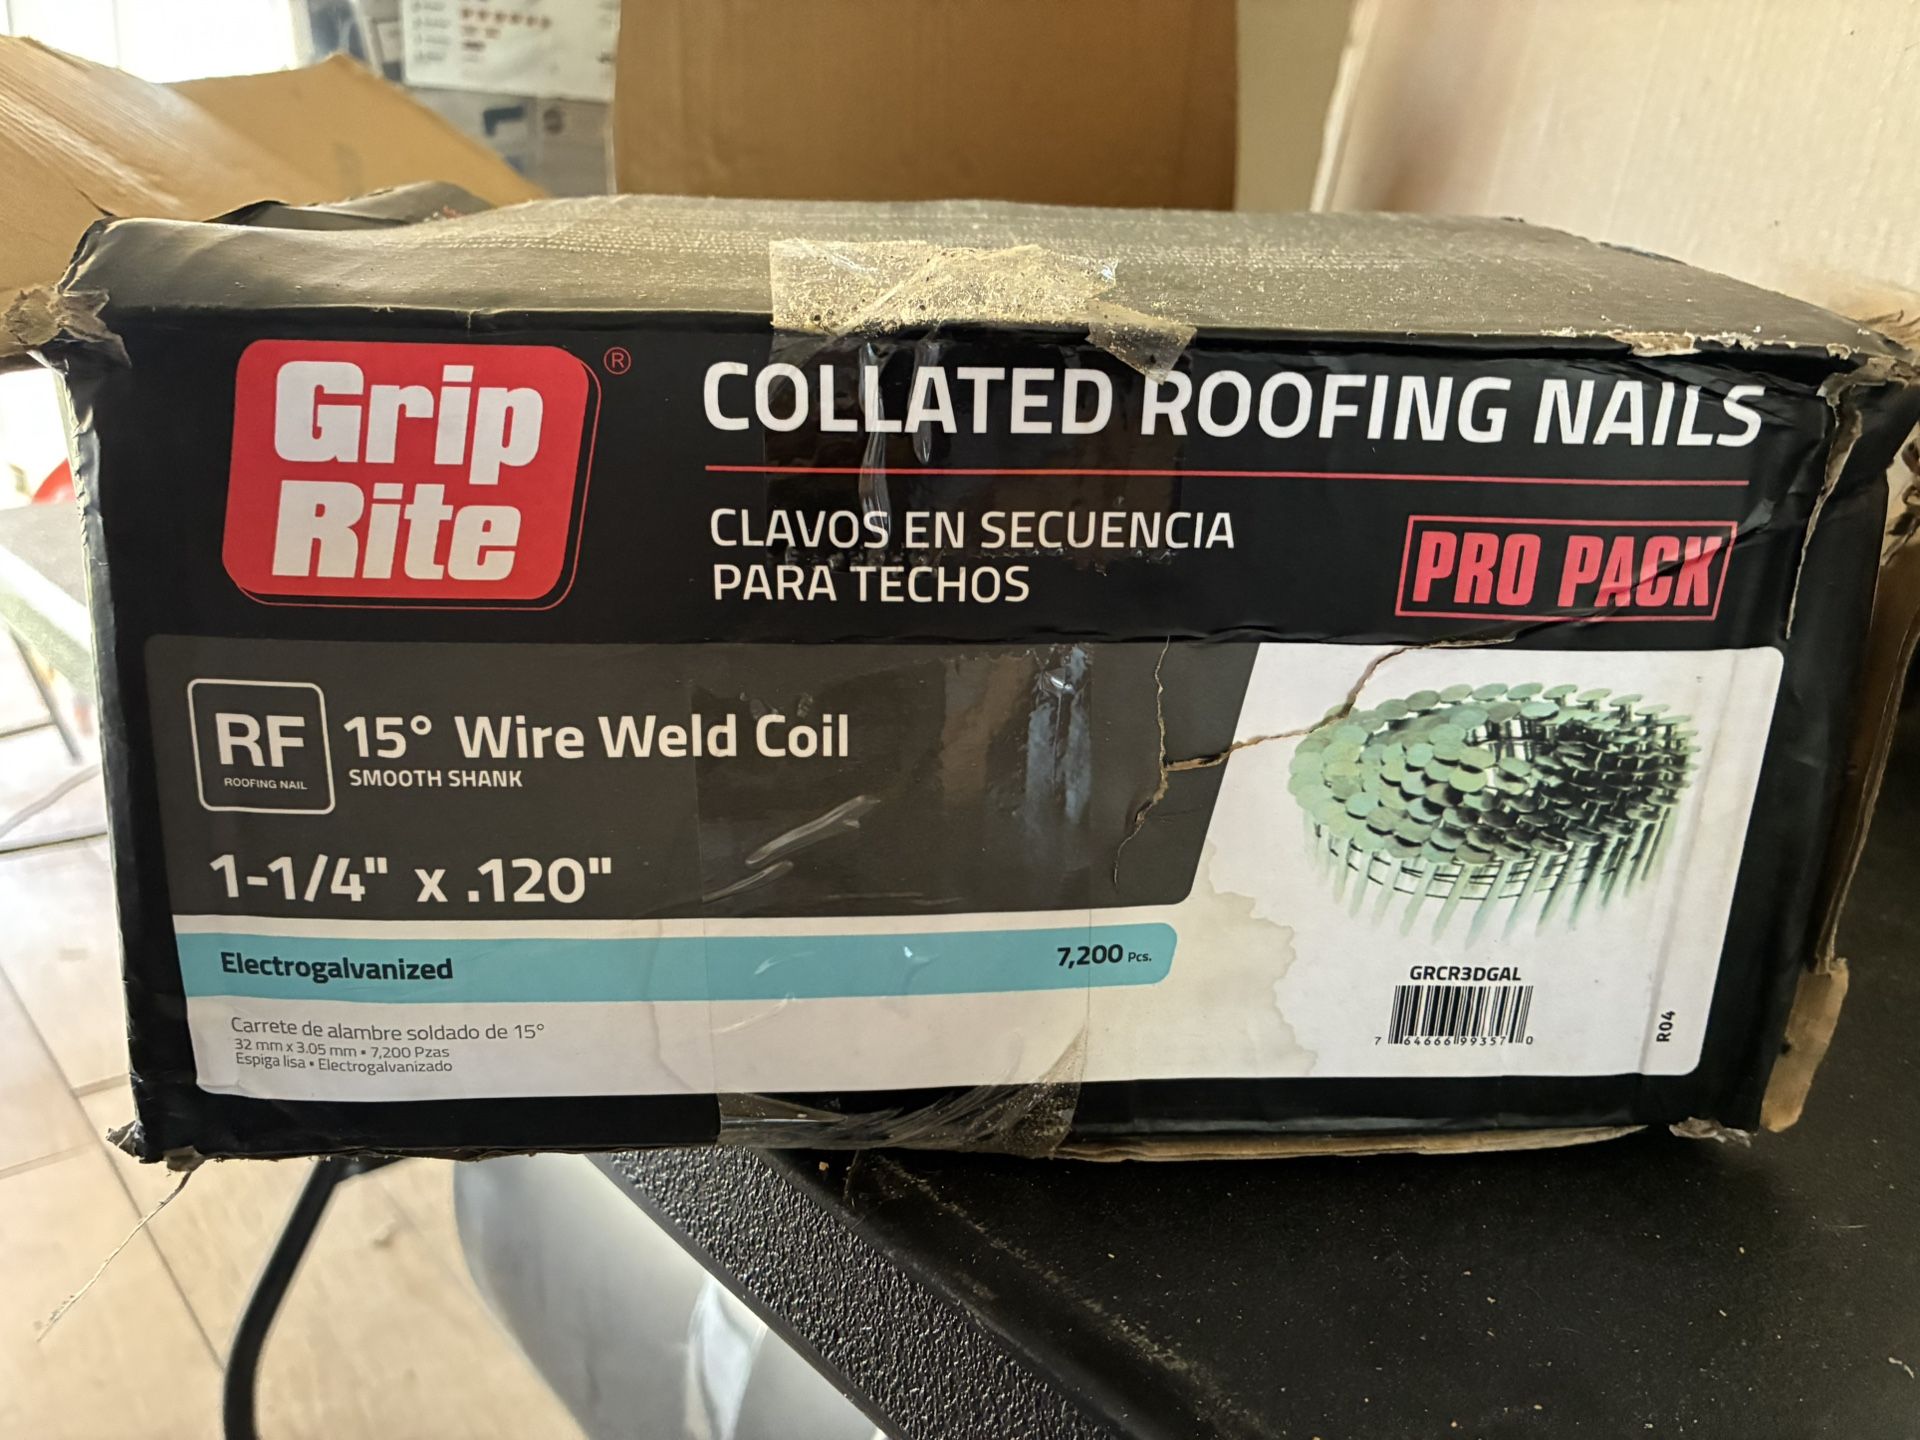 Grip
Rite
®
COLLATED ROOFING NAILS
CLAVOS EN SECUENCIA
PARA TECHOS
PRO PACK
RF
ROOFING NAIL
15° Wire Weld Coil
SMOOTH SHANK
1-1/4" x .120"
Electrogalvanized
7,200 Pcs.
Carrete de alambre soldado de 15°
32 mm x 3.05 mm • 7,200 Pzas
Espiga lisa • Electrogalvanizado
GRCR3DGAL
7 64666 99357 0
R04